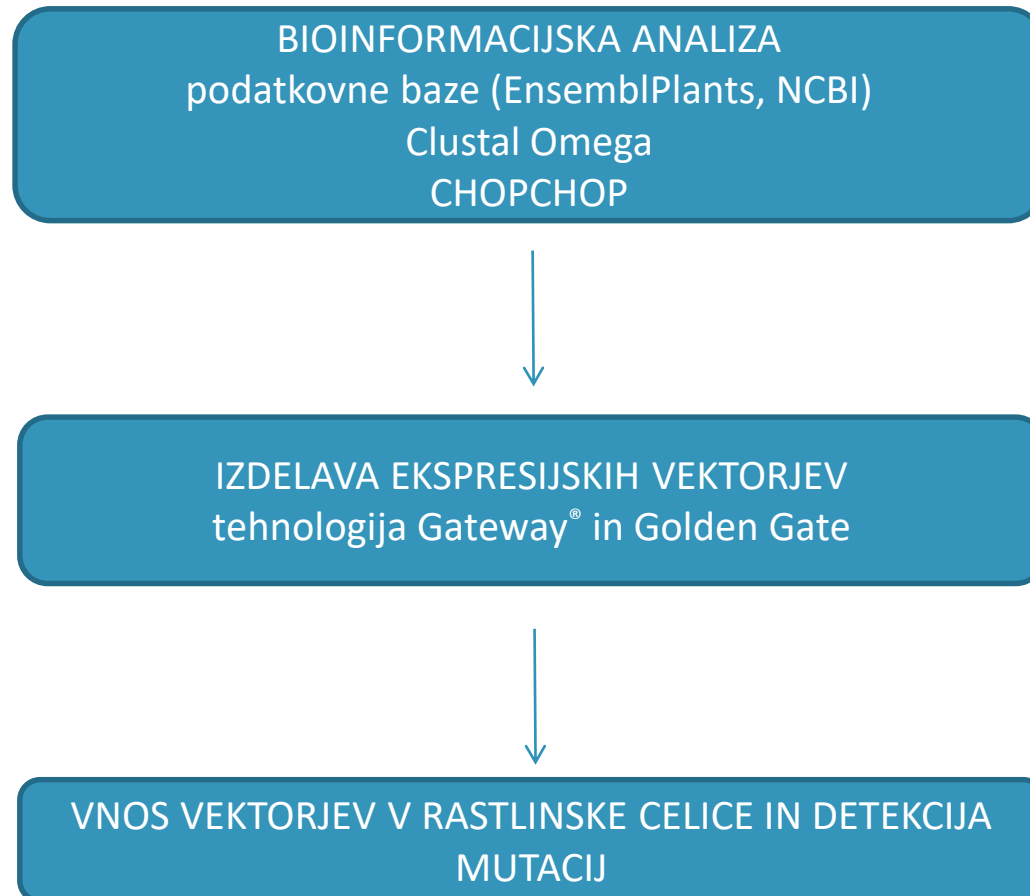 BIOINFORMACIJSKA ANALIZA
podatkovne baze (EnsemblPlants, NCBI)
Clustal Omega
CHOPCHOP
IZDELAVA EKSPRESIJSKIH VEKTORJEV
tehnologija Gateway® in Golden Gate
VNOS VEKTORJEV V RASTLINSKE CELICE IN DETEKCIJA
MUTACIJ